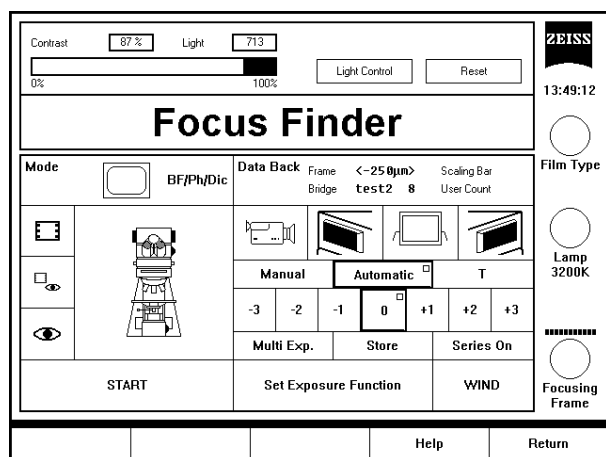 Contrast 87 % Light 713
ZEISS
0% 100% Light Control Reset
13:49:12
Focus Finder
Film Type
Mode BF/Ph/Dic Data Back Frame <-250µm> Scaling Bar
Bridge test2 8 User Count
Lamp
3200K
Manual Automatic T
-3 -2 -1 0 +1 +2 +3
Multi Exp. Store Series On
START Set Exposure Function WIND
Focusing
Frame
Help Return